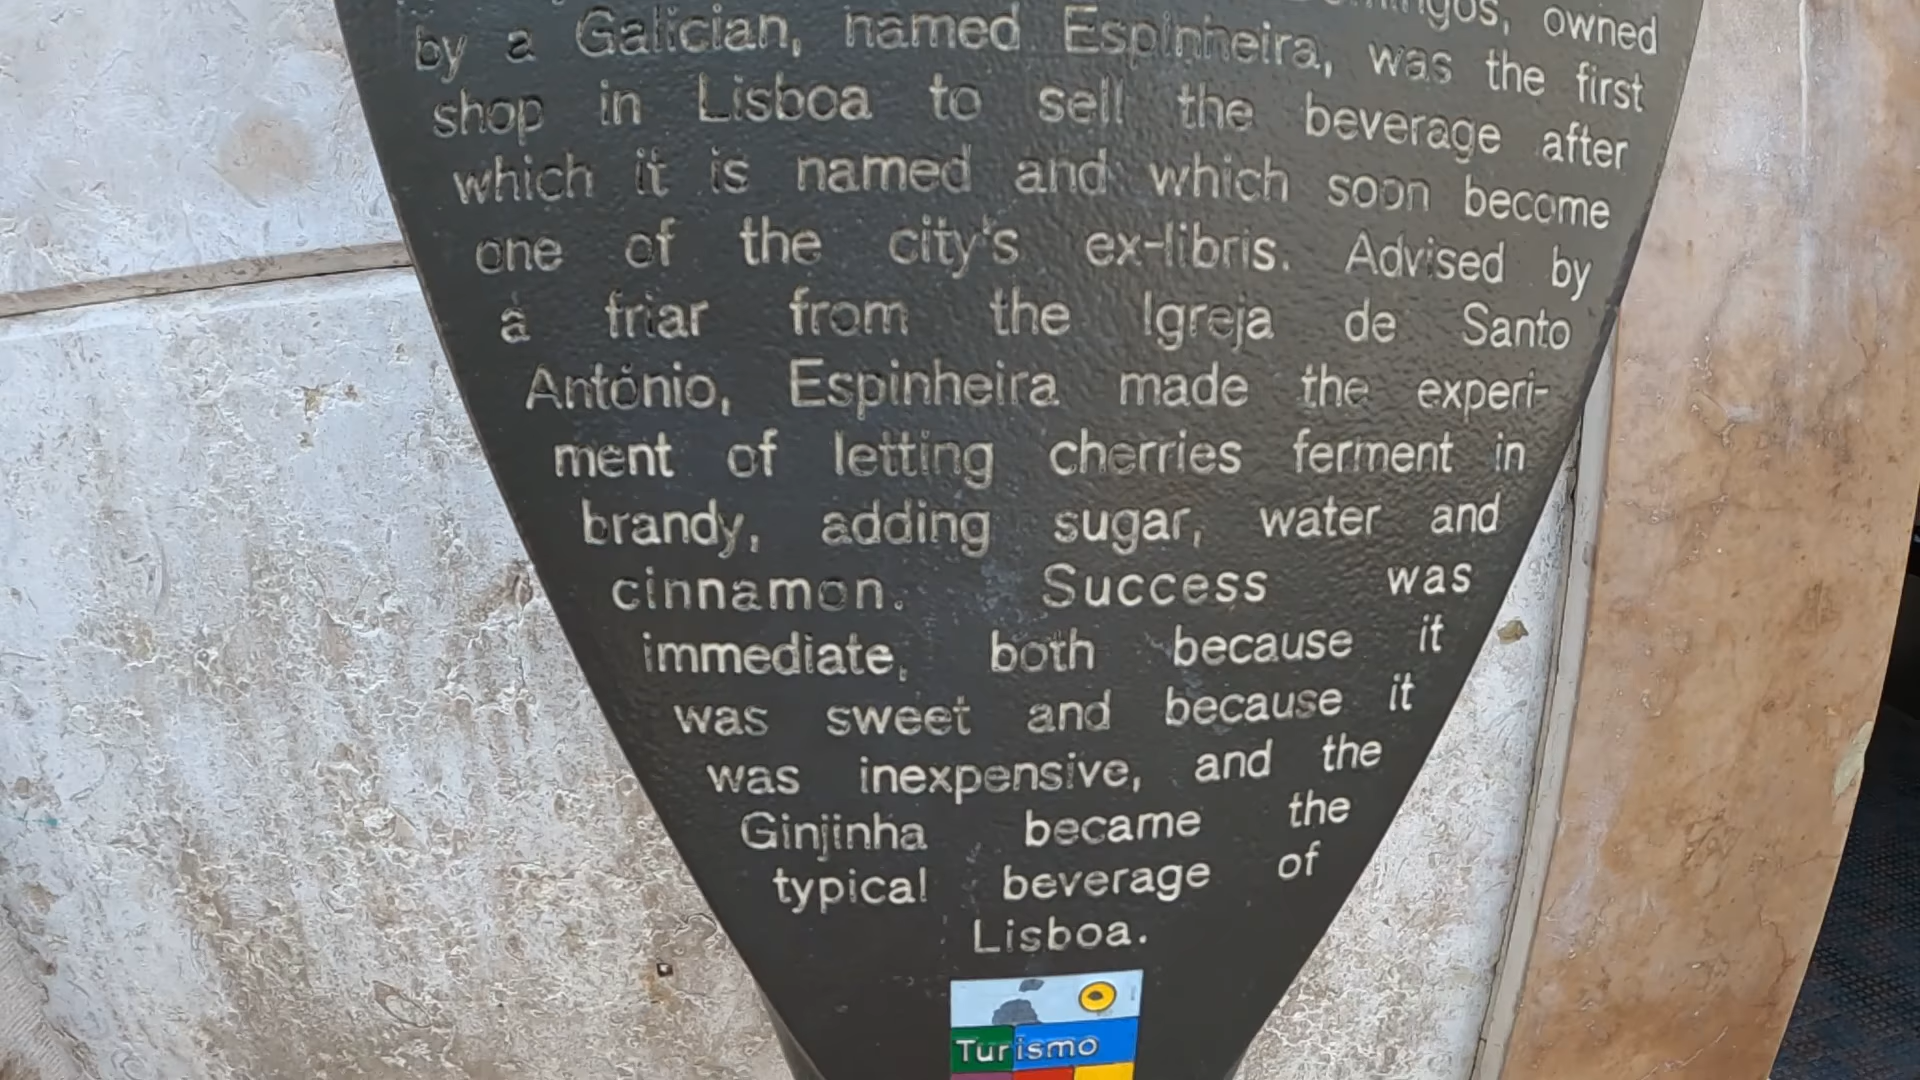 owned
by a Galician, named Espinheira, was the first
shop in Lisboa to sell the beverage after
which it is named and which soon become
one of the city's ex-libris. Advised by
a friar from the Igreja de Santo
António, Espinheira made the experi-
ment of letting cherries ferment in
brandy, adding sugar, water and
cinnamon. Success was
immediate, both because it
was sweet and because it
was inexpensive, and the
Ginjinha became the
typical beverage of
Lisboa.
Turismo